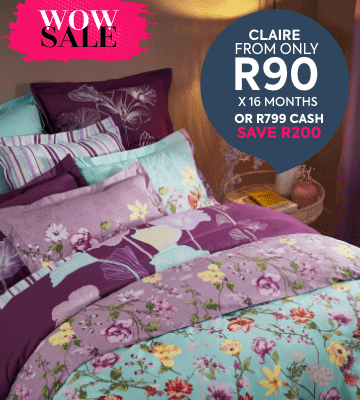 WOW
SALE
CLAIRE
FROM ONLY
R90
X 16 MONTHS
OR R799 CASH
SAVE R200